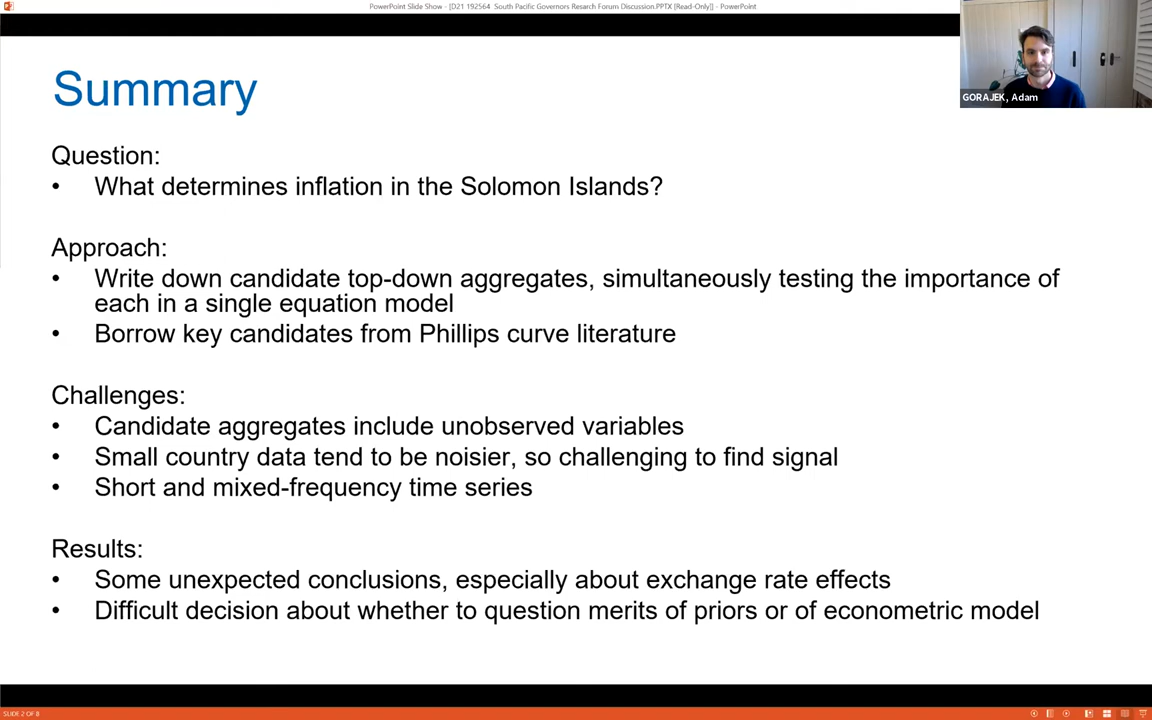 PowerPoint Slide Show - [D21 192564 South Pacific Governors Resarch Forum Discussion.PPTX [Read-Only]] - PowerPoint
GORAJEK, Adam
Summary
Question:
• What determines inflation in the Solomon Islands?
Approach:
• Write down candidate top-down aggregates, simultaneously testing the importance of
each in a single equation model
• Borrow key candidates from Phillips curve literature
Challenges:
• Candidate aggregates include unobserved variables
• Small country data tend to be noisier, so challenging to find signal
• Short and mixed-frequency time series
Results:
• Some unexpected conclusions, especially about exchange rate effects
• Difficult decision about whether to question merits of priors or of econometric model
SLIDE 2 OF 8